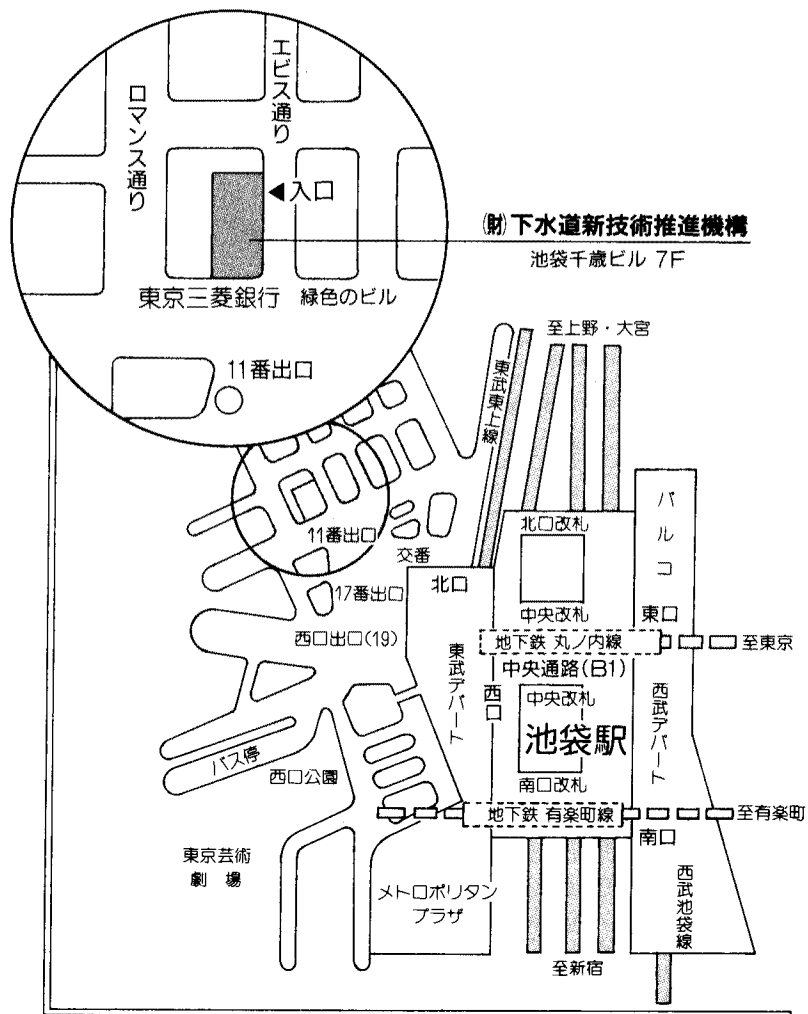 エビス通り
ロマンス通り
◀入口
(財)下水道新技術推進機構
池袋千歳ビル 7F
東京三菱銀行
緑色のビル
11番出口
至上野・大宮
東武東上線
パルコ
北口改札
11番出口
交番
北口
17番出口
中央改札
東口
西口出口(19)
地下鉄 丸ノ内線
至東京
中央通路(B1)
東武デパート
西口
中央改札
西武デパート
池袋駅
バス停
西口公園
南口改札
地下鉄 有楽町線
至有楽町
南口
東京芸術
劇場
メトロポリタン
プラザ
西武池袋線
至新宿